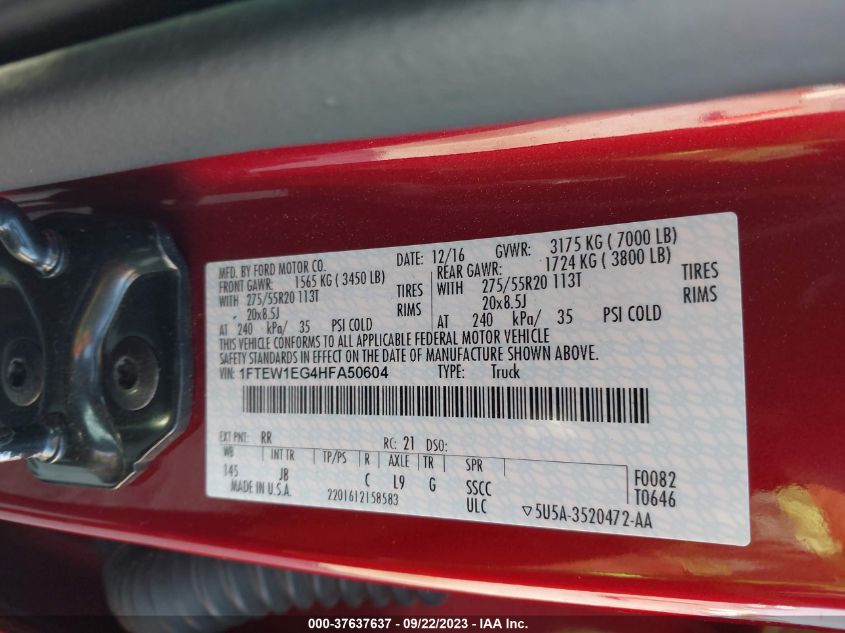 MFD. BY FORD MOTOR CO. DATE: 12/16 GVWR: 3175 KG ( 7000 LB)
FRONT GAWR: 1565 KG ( 3450 LB) REAR GAWR: 1724 KG ( 3800 LB)
WITH 275/55R20 113T TIRES WITH 275/55R20 113T TIRES
20x8.5J RIMS 20x8.5J RIMS
AT 240 kPa/ 35 PSI COLD AT 240 kPa/ 35 PSI COLD
THIS VEHICLE CONFORMS TO ALL APPLICABLE FEDERAL MOTOR VEHICLE
SAFETY STANDARDS IN EFFECT ON THE DATE OF MANUFACTURE SHOWN ABOVE.
VIN: 1FTEW1EG4HFA50604 TYPE: Truck
EXT PNT: RR RC: 21 DSO:
WB INT TR TP/PS R AXLE TR SPR F0082
145 JB C L9 G SSCC T0646
MADE IN U.S.A. 2201612158583 ULC ▽5U5A-3520472-AA
000-37637637 - 09/22/2023 - IAA Inc.